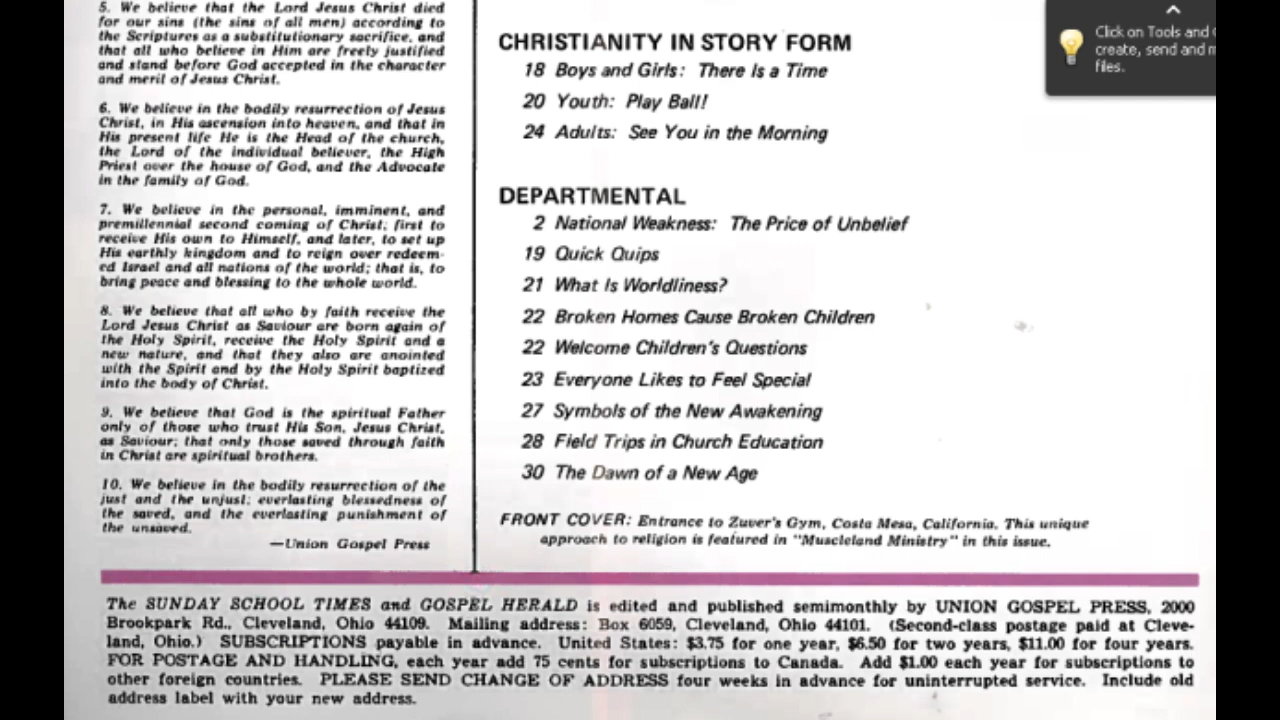 5. We believe that the Lord Jesus Christ died
for our sins (the sins of all men) according to
the Scriptures as a substitutionary sacrifice, and
that all who believe in Him are freely justified
and stand before God accepted in the character
and merit of Jesus Christ.
6. We believe in the bodily resurrection of Jesus
Christ, in His ascension into heaven, and that in
His present life He is the Head of the church,
the Lord of the individual believer, the High
Priest over the house of God, and the Advocate
in the family of God.
7. We believe in the personal, imminent, and
premillennial second coming of Christ; first to
receive His own to Himself, and later, to set up
His earthly kingdom and to reign over redeem-
ed Israel and all nations of the world; that is, to
bring peace and blessing to the whole world.
8. We believe that all who by faith receive the
Lord Jesus Christ as Saviour are born again of
the Holy Spirit, receive the Holy Spirit and a
new nature, and that they also are anointed
with the Spirit and by the Holy Spirit baptized
into the body of Christ.
9. We believe that God is the spiritual Father
only of those who trust His Son, Jesus Christ,
as Saviour; that only those saved through faith
in Christ are spiritual brothers.
10. We believe in the bodily resurrection of the
just and the unjust; everlasting blessedness of
the saved, and the everlasting punishment of
the unsaved.
—Union Gospel Press
CHRISTIANITY IN STORY FORM
18 Boys and Girls: There Is a Time
20 Youth: Play Ball!
24 Adults: See You in the Morning
DEPARTMENTAL
2 National Weakness: The Price of Unbelief
19 Quick Quips
21 What Is Worldliness?
22 Broken Homes Cause Broken Children
22 Welcome Children's Questions
23 Everyone Likes to Feel Special
27 Symbols of the New Awakening
28 Field Trips in Church Education
30 The Dawn of a New Age
FRONT COVER: Entrance to Zuver's Gym, Costa Mesa, California. This unique
approach to religion is featured in "Muscleland Ministry" in this issue.
The SUNDAY SCHOOL TIMES and GOSPEL HERALD is edited and published semimonthly by UNION GOSPEL PRESS, 2000
Brookpark Rd., Cleveland, Ohio 44109. Mailing address: Box 6059, Cleveland, Ohio 44101. (Second-class postage paid at Cleve-
land, Ohio.) SUBSCRIPTIONS payable in advance. United States: $3.75 for one year, $6.50 for two years, $11.00 for four years.
FOR POSTAGE AND HANDLING, each year add 75 cents for subscriptions to Canada. Add $1.00 each year for subscriptions to
other foreign countries. PLEASE SEND CHANGE OF ADDRESS four weeks in advance for uninterrupted service. Include old
address label with your new address.
Click on Tools and
create, send and
files.